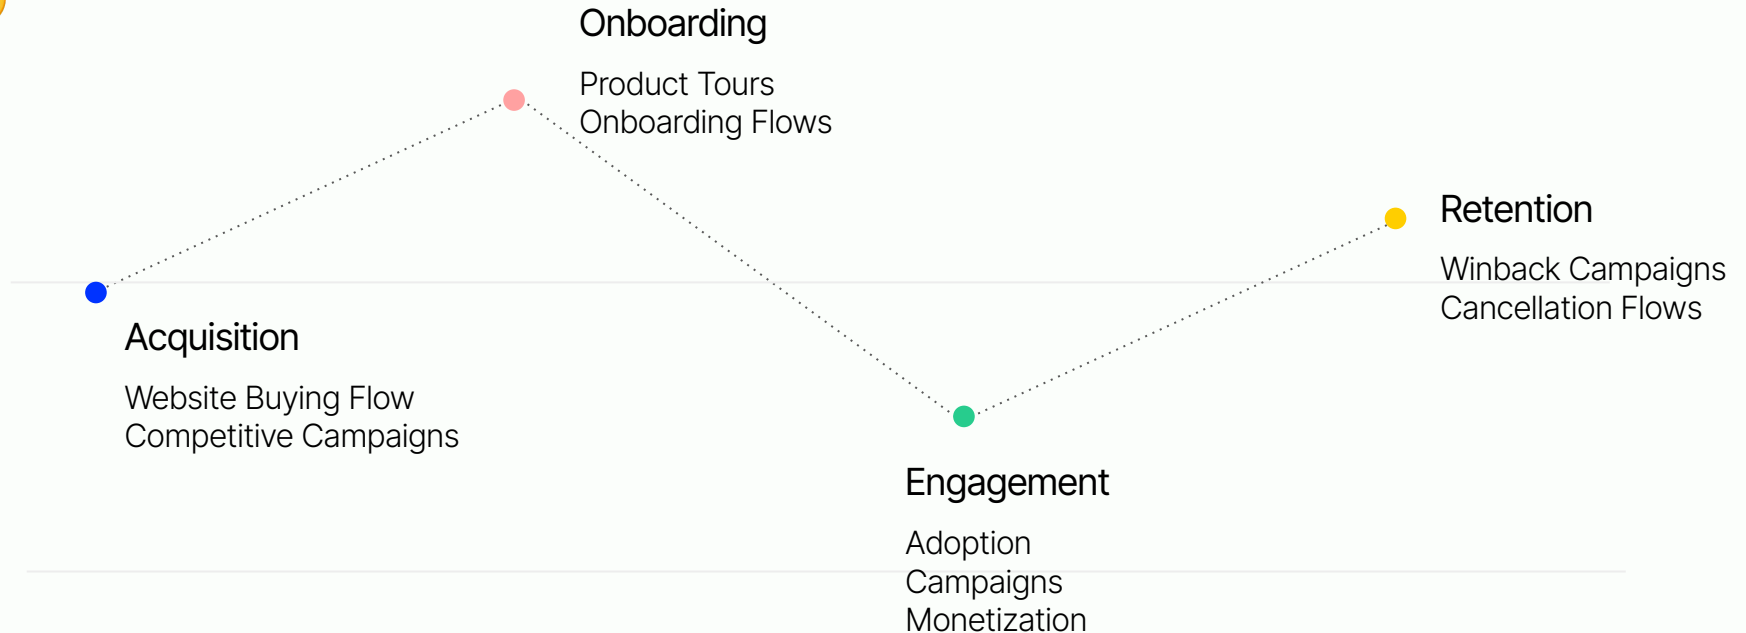 Onboarding
Product Tours
Onboarding Flows
Retention
Winback Campaigns
Cancellation Flows
Acquisition
Website Buying Flow
Competitive Campaigns
Engagement
Adoption
Campaigns
Monetization